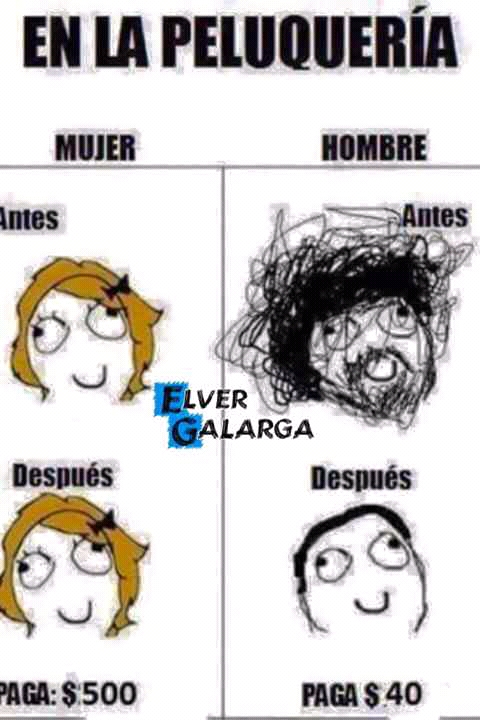 EN LA PELUQUERÍA
MUJER
HOMBRE
Antes
Antes
ELVER
GALARGA
Después
Después
PAGA: $500
PAGA $40